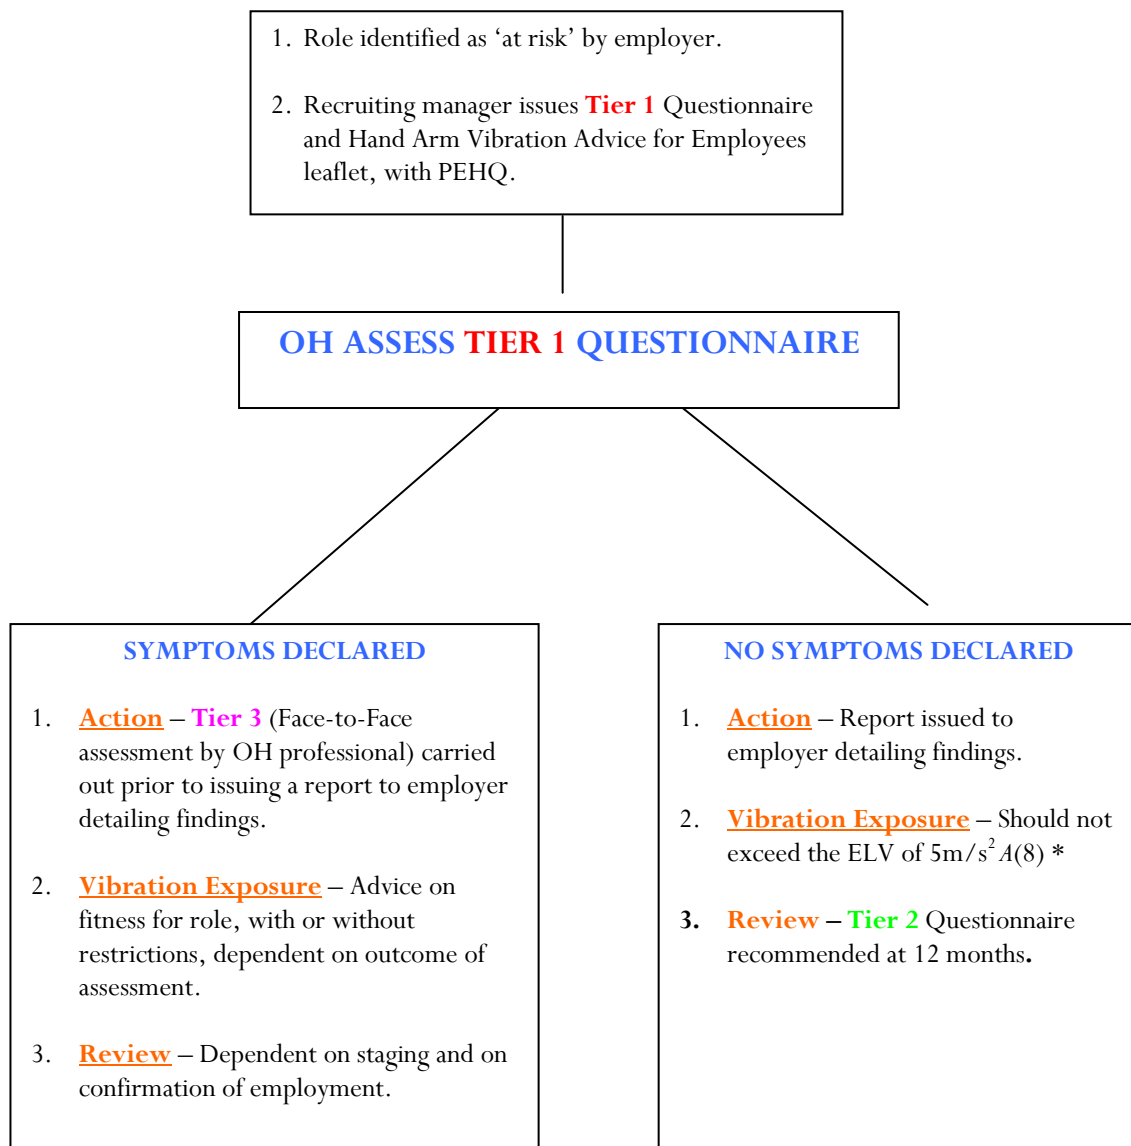 1. Role identified as ‘at risk’ by employer.
2. Recruiting manager issues Tier 1 Questionnaire
and Hand Arm Vibration Advice for Employees
leaflet, with PEHQ.
OH ASSESS TIER 1 QUESTIONNAIRE
SYMPTOMS DECLARED
1. Action – Tier 3 (Face-to-Face
assessment by OH professional) carried
out prior to issuing a report to employer
detailing findings.
2. Vibration Exposure – Advice on
fitness for role, with or without
restrictions, dependent on outcome of
assessment.
3. Review – Dependent on staging and on
confirmation of employment.
NO SYMPTOMS DECLARED
1. Action – Report issued to
employer detailing findings.
2. Vibration Exposure – Should not
exceed the ELV of 5m/s² A(8) *
3. Review – Tier 2 Questionnaire
recommended at 12 months.